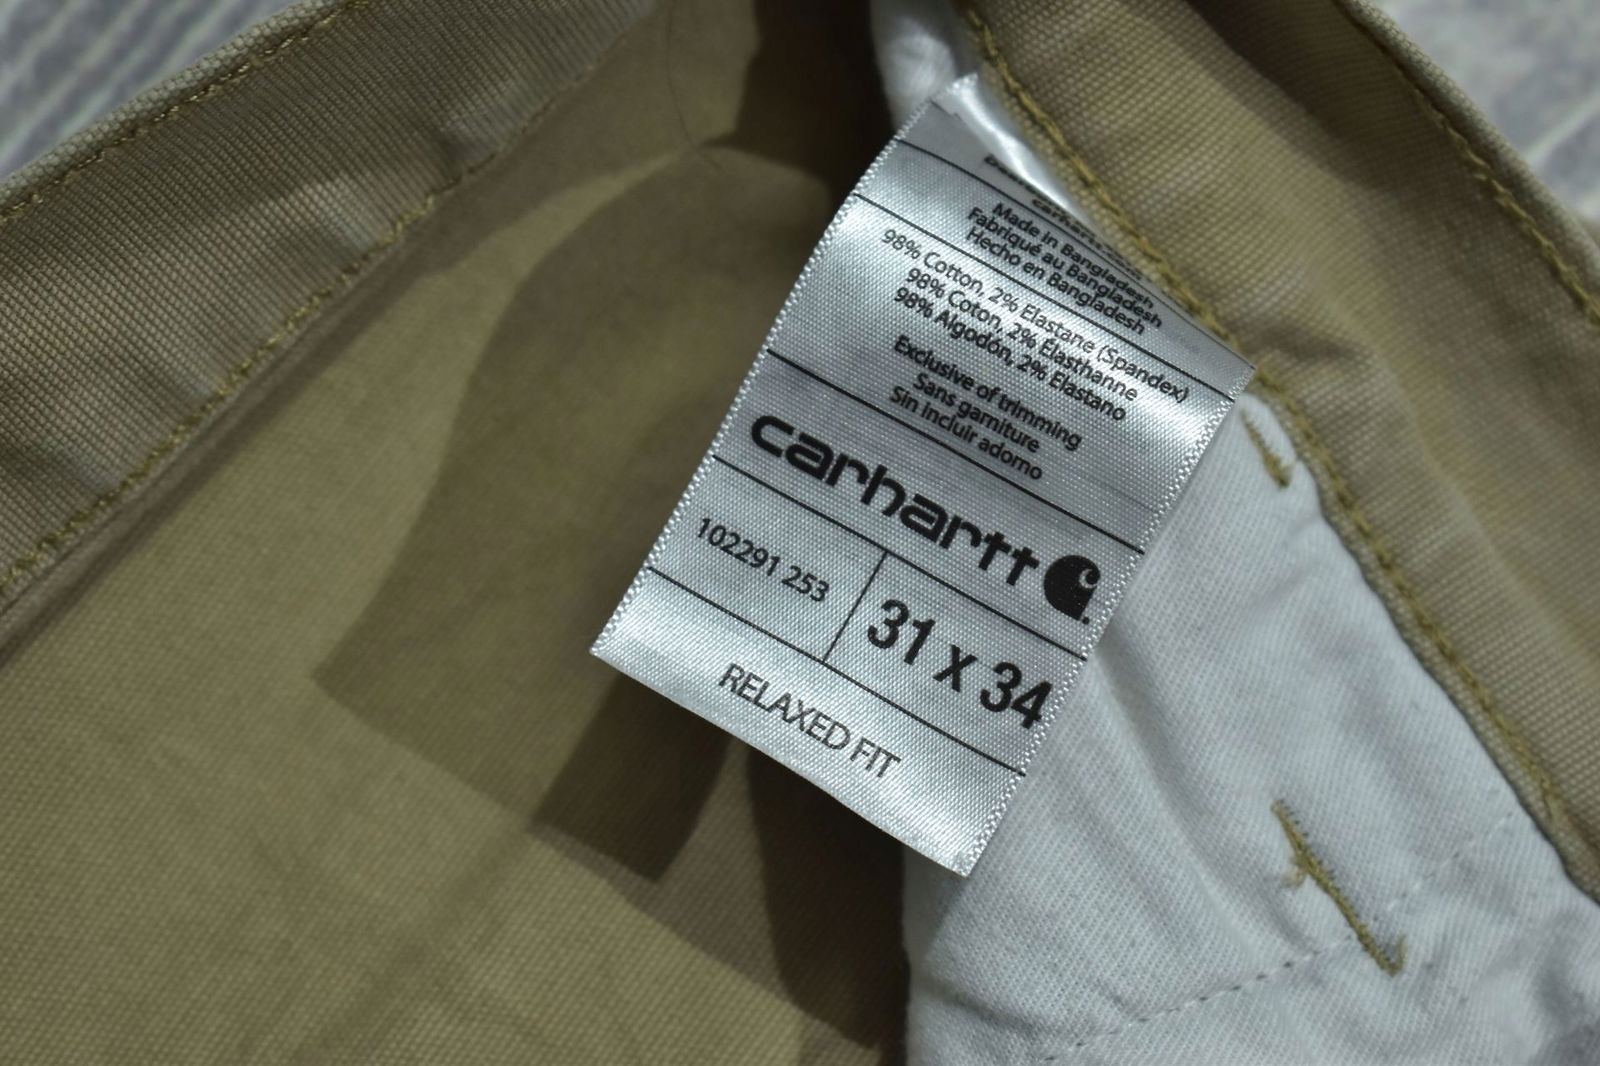 Made in Bangladesh
Fabriqué au Bangladesh
Hecho en Bangladesh
98% Cotton, 2% Elastane (Spandex)
98% Coton, 2% Élasthanne
98% Algodón, 2% Elastano
Exclusive of trimming
Sans garniture
Sin incluir adorno
carhartt
102291 253
31 x 34
RELAXED FIT